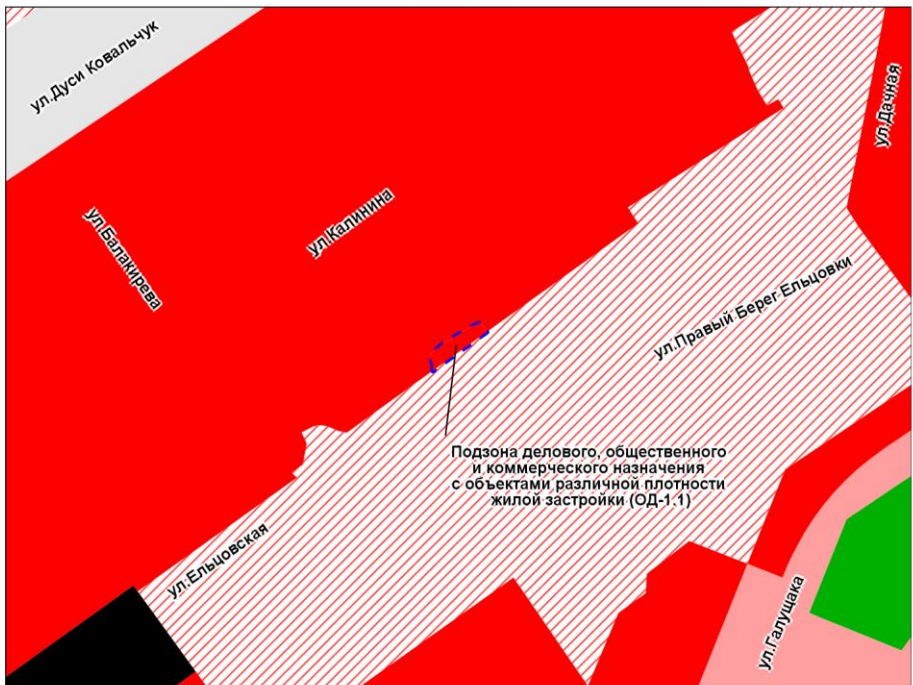 ул.Дуси Ковальчук
ул.Дачная
ул.Балакирева
ул.Калинина
ул.Правый Берег Ельцовки
Подзона делового, общественного
и коммерческого назначения
с объектами различной плотности
жилой застройки (ОД-1.1)
ул.Ельцовская
ул.Галущака